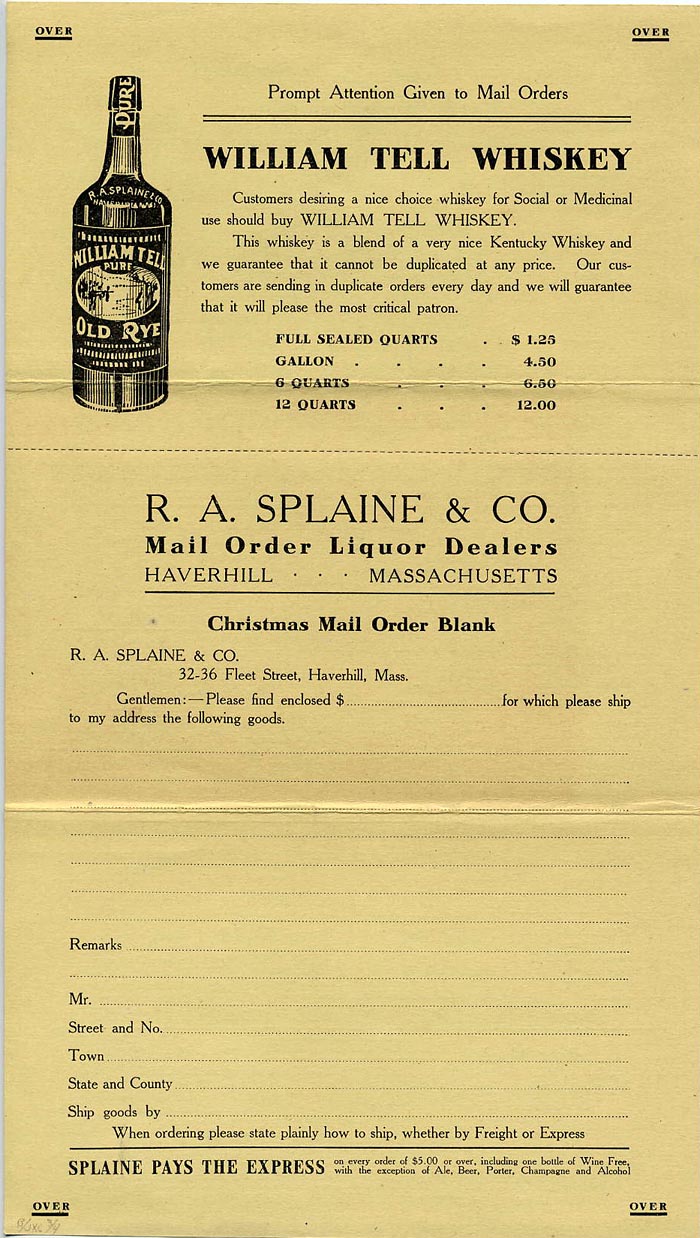 OVER OVER
Prompt Attention Given to Mail Orders
PURE
R. A. SPLAINE & CO.
WILLIAM TELL
PURE
OLD RYE
WILLIAM TELL WHISKEY
Customers desiring a nice choice whiskey for Social or Medicinal
use should buy WILLIAM TELL WHISKEY.
This whiskey is a blend of a very nice Kentucky Whiskey and
we guarantee that it cannot be duplicated at any price. Our cus-
tomers are sending in duplicate orders every day and we will guarantee
that it will please the most critical patron.
FULL SEALED QUARTS . . $ 1.25
GALLON . . . . 4.50
6 QUARTS . . . 6.50
12 QUARTS . . . 12.00
R. A. SPLAINE & CO.
Mail Order Liquor Dealers
HAVERHILL · · · MASSACHUSETTS
Christmas Mail Order Blank
R. A. SPLAINE & CO.
32-36 Fleet Street, Haverhill, Mass.
Gentlemen:—Please find enclosed $ for which please ship
to my address the following goods.
Remarks
Mr.
Street and No.
Town
State and County
Ship goods by
When ordering please state plainly how to ship, whether by Freight or Express
SPLAINE PAYS THE EXPRESS on every order of $5.00 or over, including one bottle of Wine Free,
with the exception of Ale, Beer, Porter, Champagne and Alcohol
OVER OVER